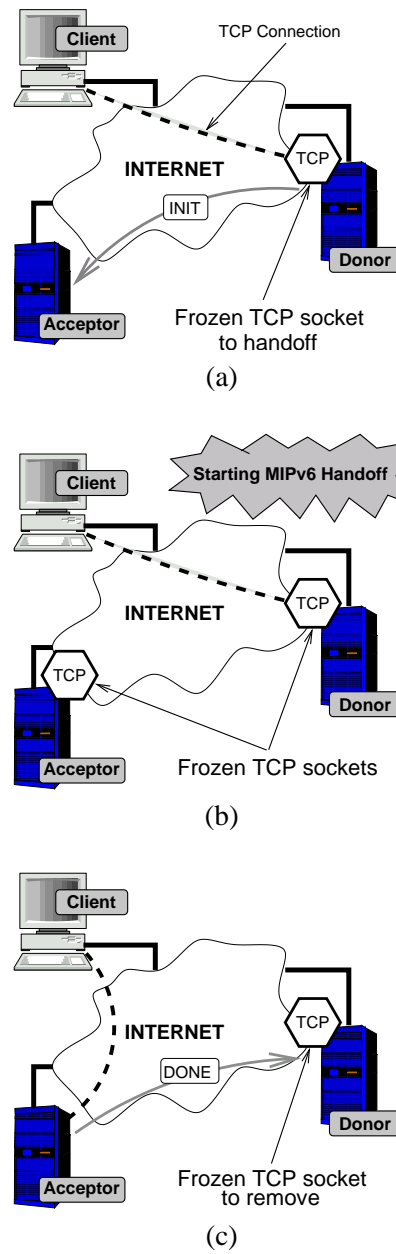 Client
TCP Connection
TCP
INTERNET
INIT
Donor
Acceptor
Frozen TCP socket
to handoff
(a)
Starting MIPv6 Handoff
Client
TCP
INTERNET
TCP
Donor
Acceptor
Frozen TCP sockets
(b)
Client
TCP
INTERNET
DONE
Donor
Acceptor
Frozen TCP socket
to remove
(c)